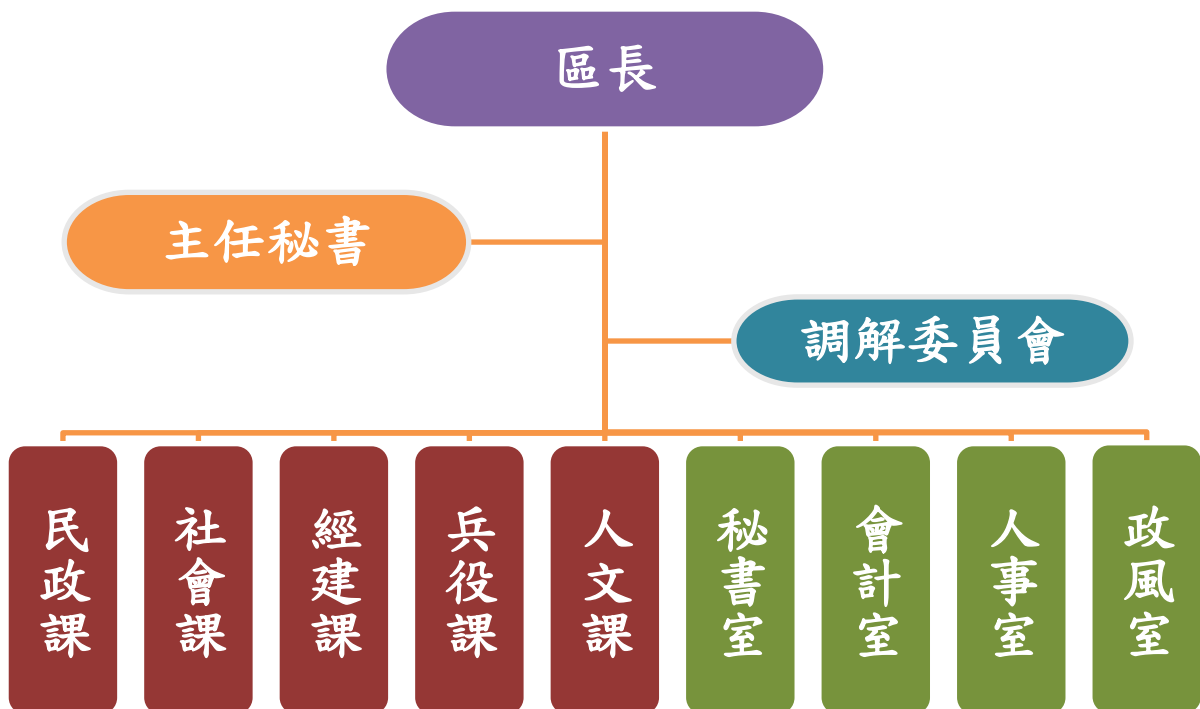 區長
主任秘書
調解委員會
民政課
社會課
經建課
兵役課
人文課
秘書室
會計室
人事室
政風室